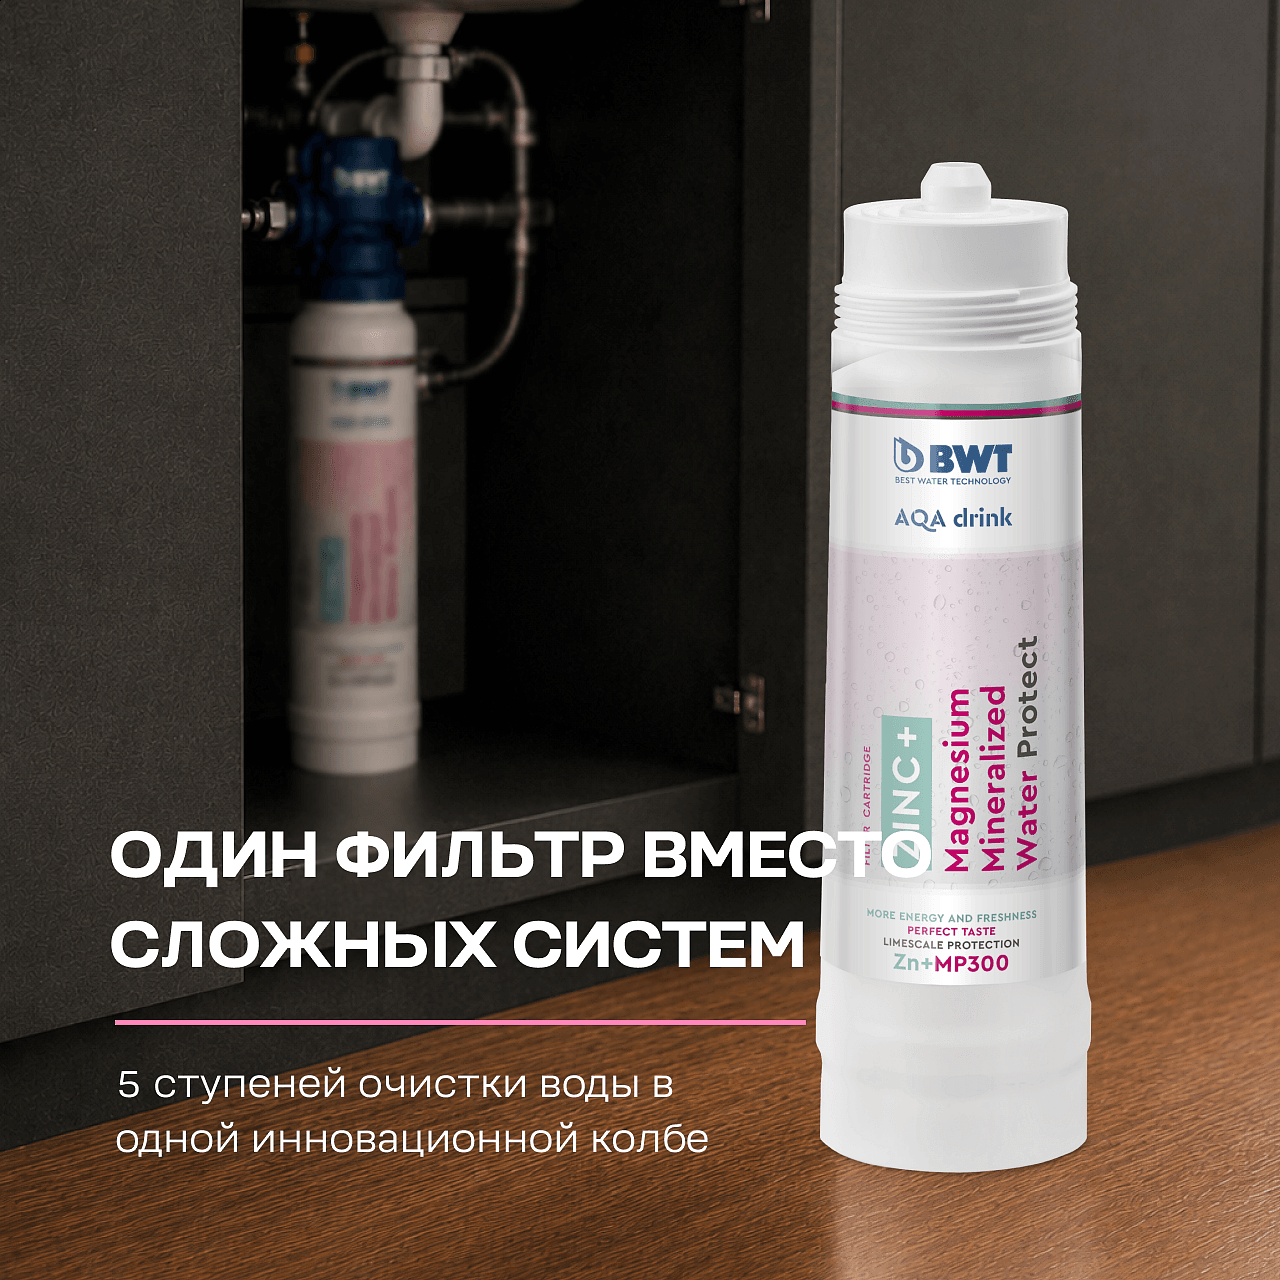 BWT
BWT
BWT
BEST WATER TECHNOLOGY
AQA drink
FILTER CARTRIDGE
ZINC+
Magnesium
Mineralized
Water Protect
MORE ENERGY AND FRESHNESS
PERFECT TASTE
LIMESCALE PROTECTION
Zn+MP300
ОДИН ФИЛЬТР ВМЕСТО
СЛОЖНЫХ СИСТЕМ
5 ступеней очистки воды в
одной инновационной колбе